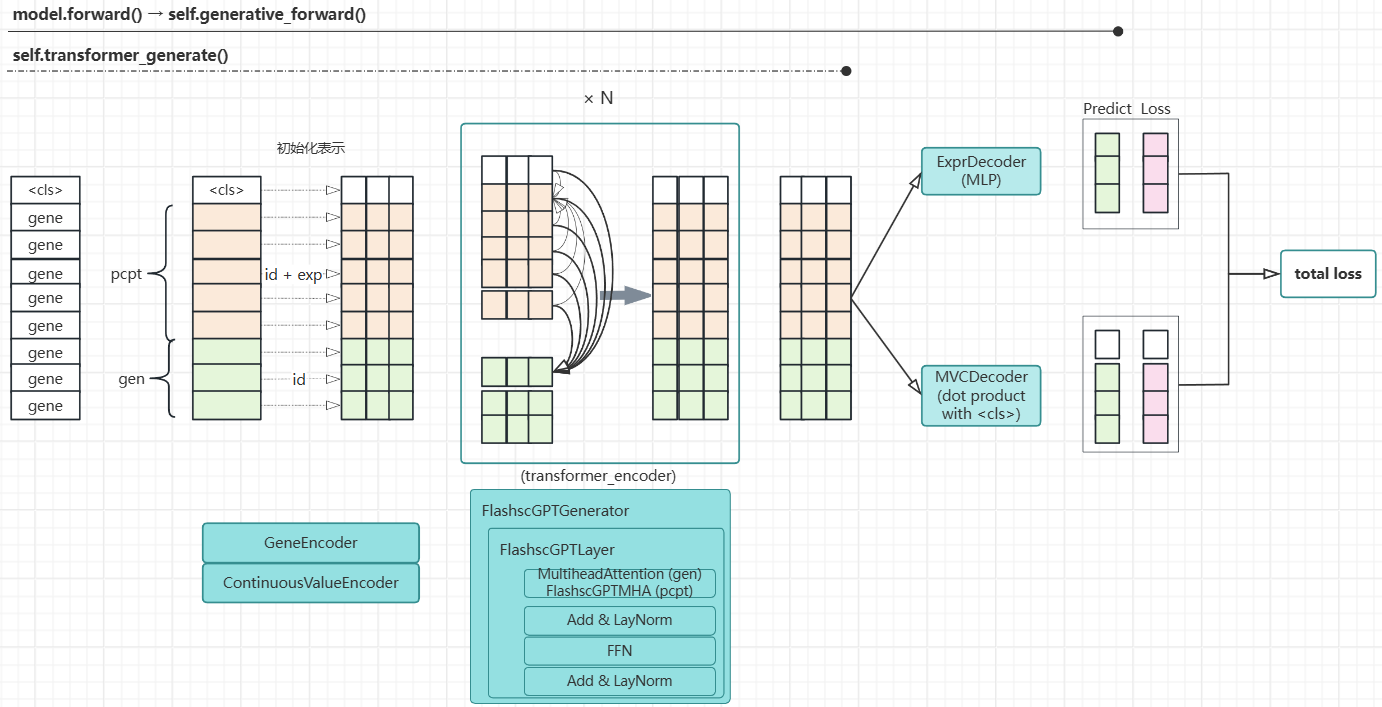 model.forward() → self.generative_forward()
self.transformer_generate()
× N
Predict Loss
初始化表示
<cls>
gene
gene
gene
gene
gene
gene
gene
gene
pcpt
gen
<cls>
id + exp
id
(transformer_encoder)
ExprDecoder
(MLP)
MVCDecoder
(dot product
with <cls>)
total loss
GeneEncoder
ContinuousValueEncoder
FlashscGPTGenerator
FlashscGPTLayer
MultiheadAttention (gen)
FlashscGPTMHA (pcpt)
Add & LayNorm
FFN
Add & LayNorm